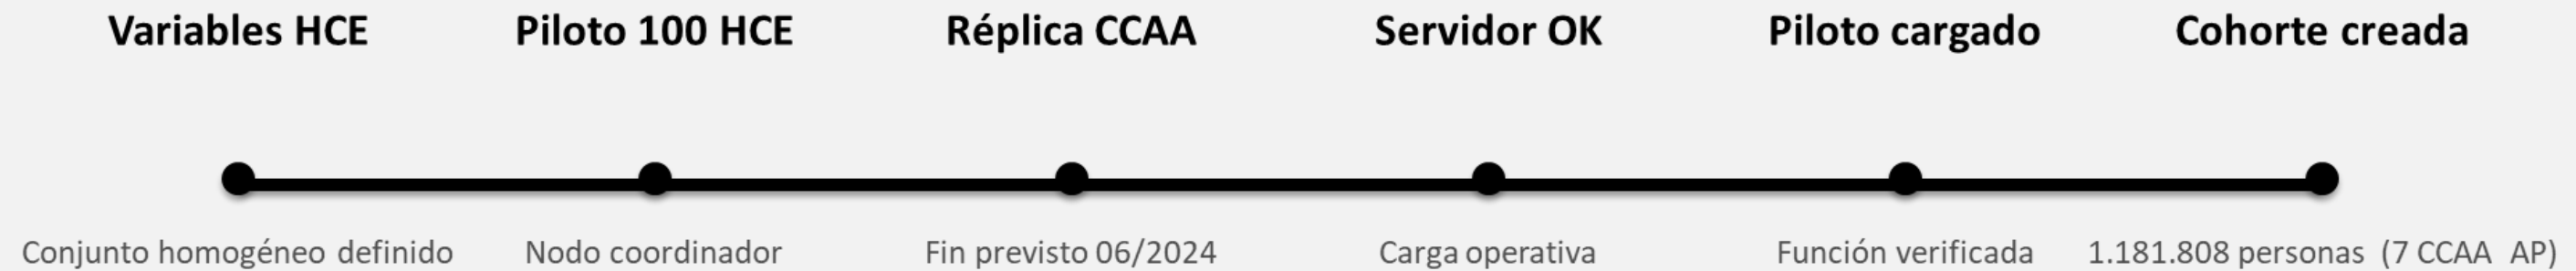 Variables HCE
Piloto 100 HCE
Réplica CCAA
Servidor OK
Piloto cargado
Cohorte creada
Conjunto homogéneo definido
Nodo coordinador
Fin previsto 06/2024
Carga operativa
Función verificada
1.181.808 personas (7 CCAA AP)